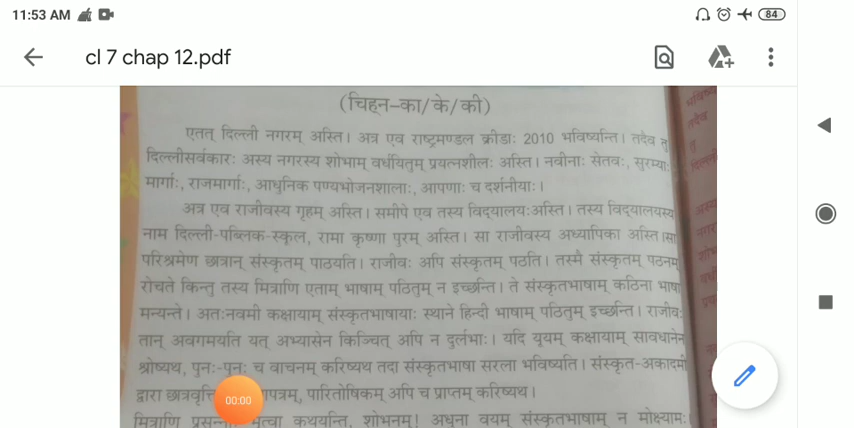 11:53 AM 84
cl 7 chap 12.pdf
(चिह्न–का/के/की)
एतत् दिल्ली नगरम् अस्ति। अत्र एव राष्ट्रमण्डल क्रीडाः 2010 भविष्यन्ति। तदैव तु
दिल्लीसर्वकारः अस्य नगरस्य शोभाम् वर्धयितुम् प्रयत्नशीलः अस्ति। नवीनाः सेतवः, सुरम्याः
मार्गाः, राजमार्गाः, आधुनिक पण्यभोजनशालाः, आपणाः च दर्शनीयाः।
अत्र एव राजीवस्य गृहम् अस्ति। समीपे एव तस्य विद्यालयःअस्ति। तस्य विद्यालयस्य
नाम दिल्ली-पब्लिक-स्कूल, रामा कृष्णा पुरम् अस्ति। सा राजीवस्य अध्यापिका अस्ति।सा
परिश्रमेण छात्रान् संस्कृतम् पाठयति। राजीवः अपि संस्कृतम् पठति। तस्मै संस्कृतम् पठनम्
रोचते किन्तु तस्य मित्राणि एताम् भाषाम् पठितुम् न इच्छन्ति। ते संस्कृतभाषाम् कठिना भाषा
मन्यन्ते। अतःनवमी कक्षायाम् संस्कृतभाषायाः स्थाने हिन्दी भाषाम् पठितुम् इच्छन्ति। राजीवः
तान् अवगमयति यत् अभ्यासेन किञ्चित् अपि न दुर्लभः। यदि यूयम् कक्षायाम् सावधानेन
श्रोष्यथ, पुनः-पुनः च वाचनम् करिष्यथ तदा संस्कृतभाषा सरला भविष्यति। संस्कृत-अकादमी
द्वारा छात्रवृत्ति 00:00 पत्रम्, पारितोषिकम् अपि च प्राप्तम् करिष्यथ।
मित्राणि कथयन्ति, शोभनम्! अधुना वयम् संस्कृतभाषाम् न मोक्ष्यामः।